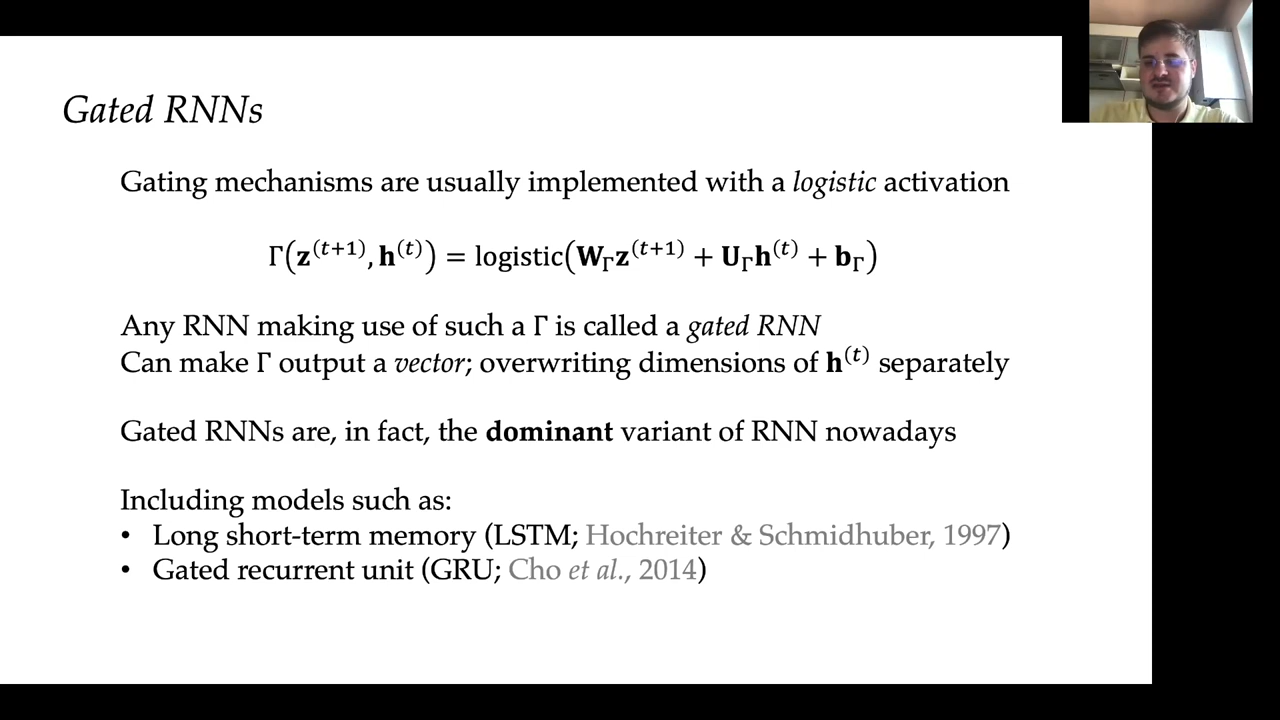 Gated RNNs
Gating mechanisms are usually implemented with a logistic activation
Γ(z⁽ᵗ⁺¹⁾, h⁽ᵗ⁾) = logistic(W_Γ z⁽ᵗ⁺¹⁾ + U_Γ h⁽ᵗ⁾ + b_Γ)
Any RNN making use of such a Γ is called a gated RNN
Can make Γ output a vector; overwriting dimensions of h⁽ᵗ⁾ separately
Gated RNNs are, in fact, the dominant variant of RNN nowadays
Including models such as:
• Long short-term memory (LSTM; Hochreiter & Schmidhuber, 1997)
• Gated recurrent unit (GRU; Cho et al., 2014)